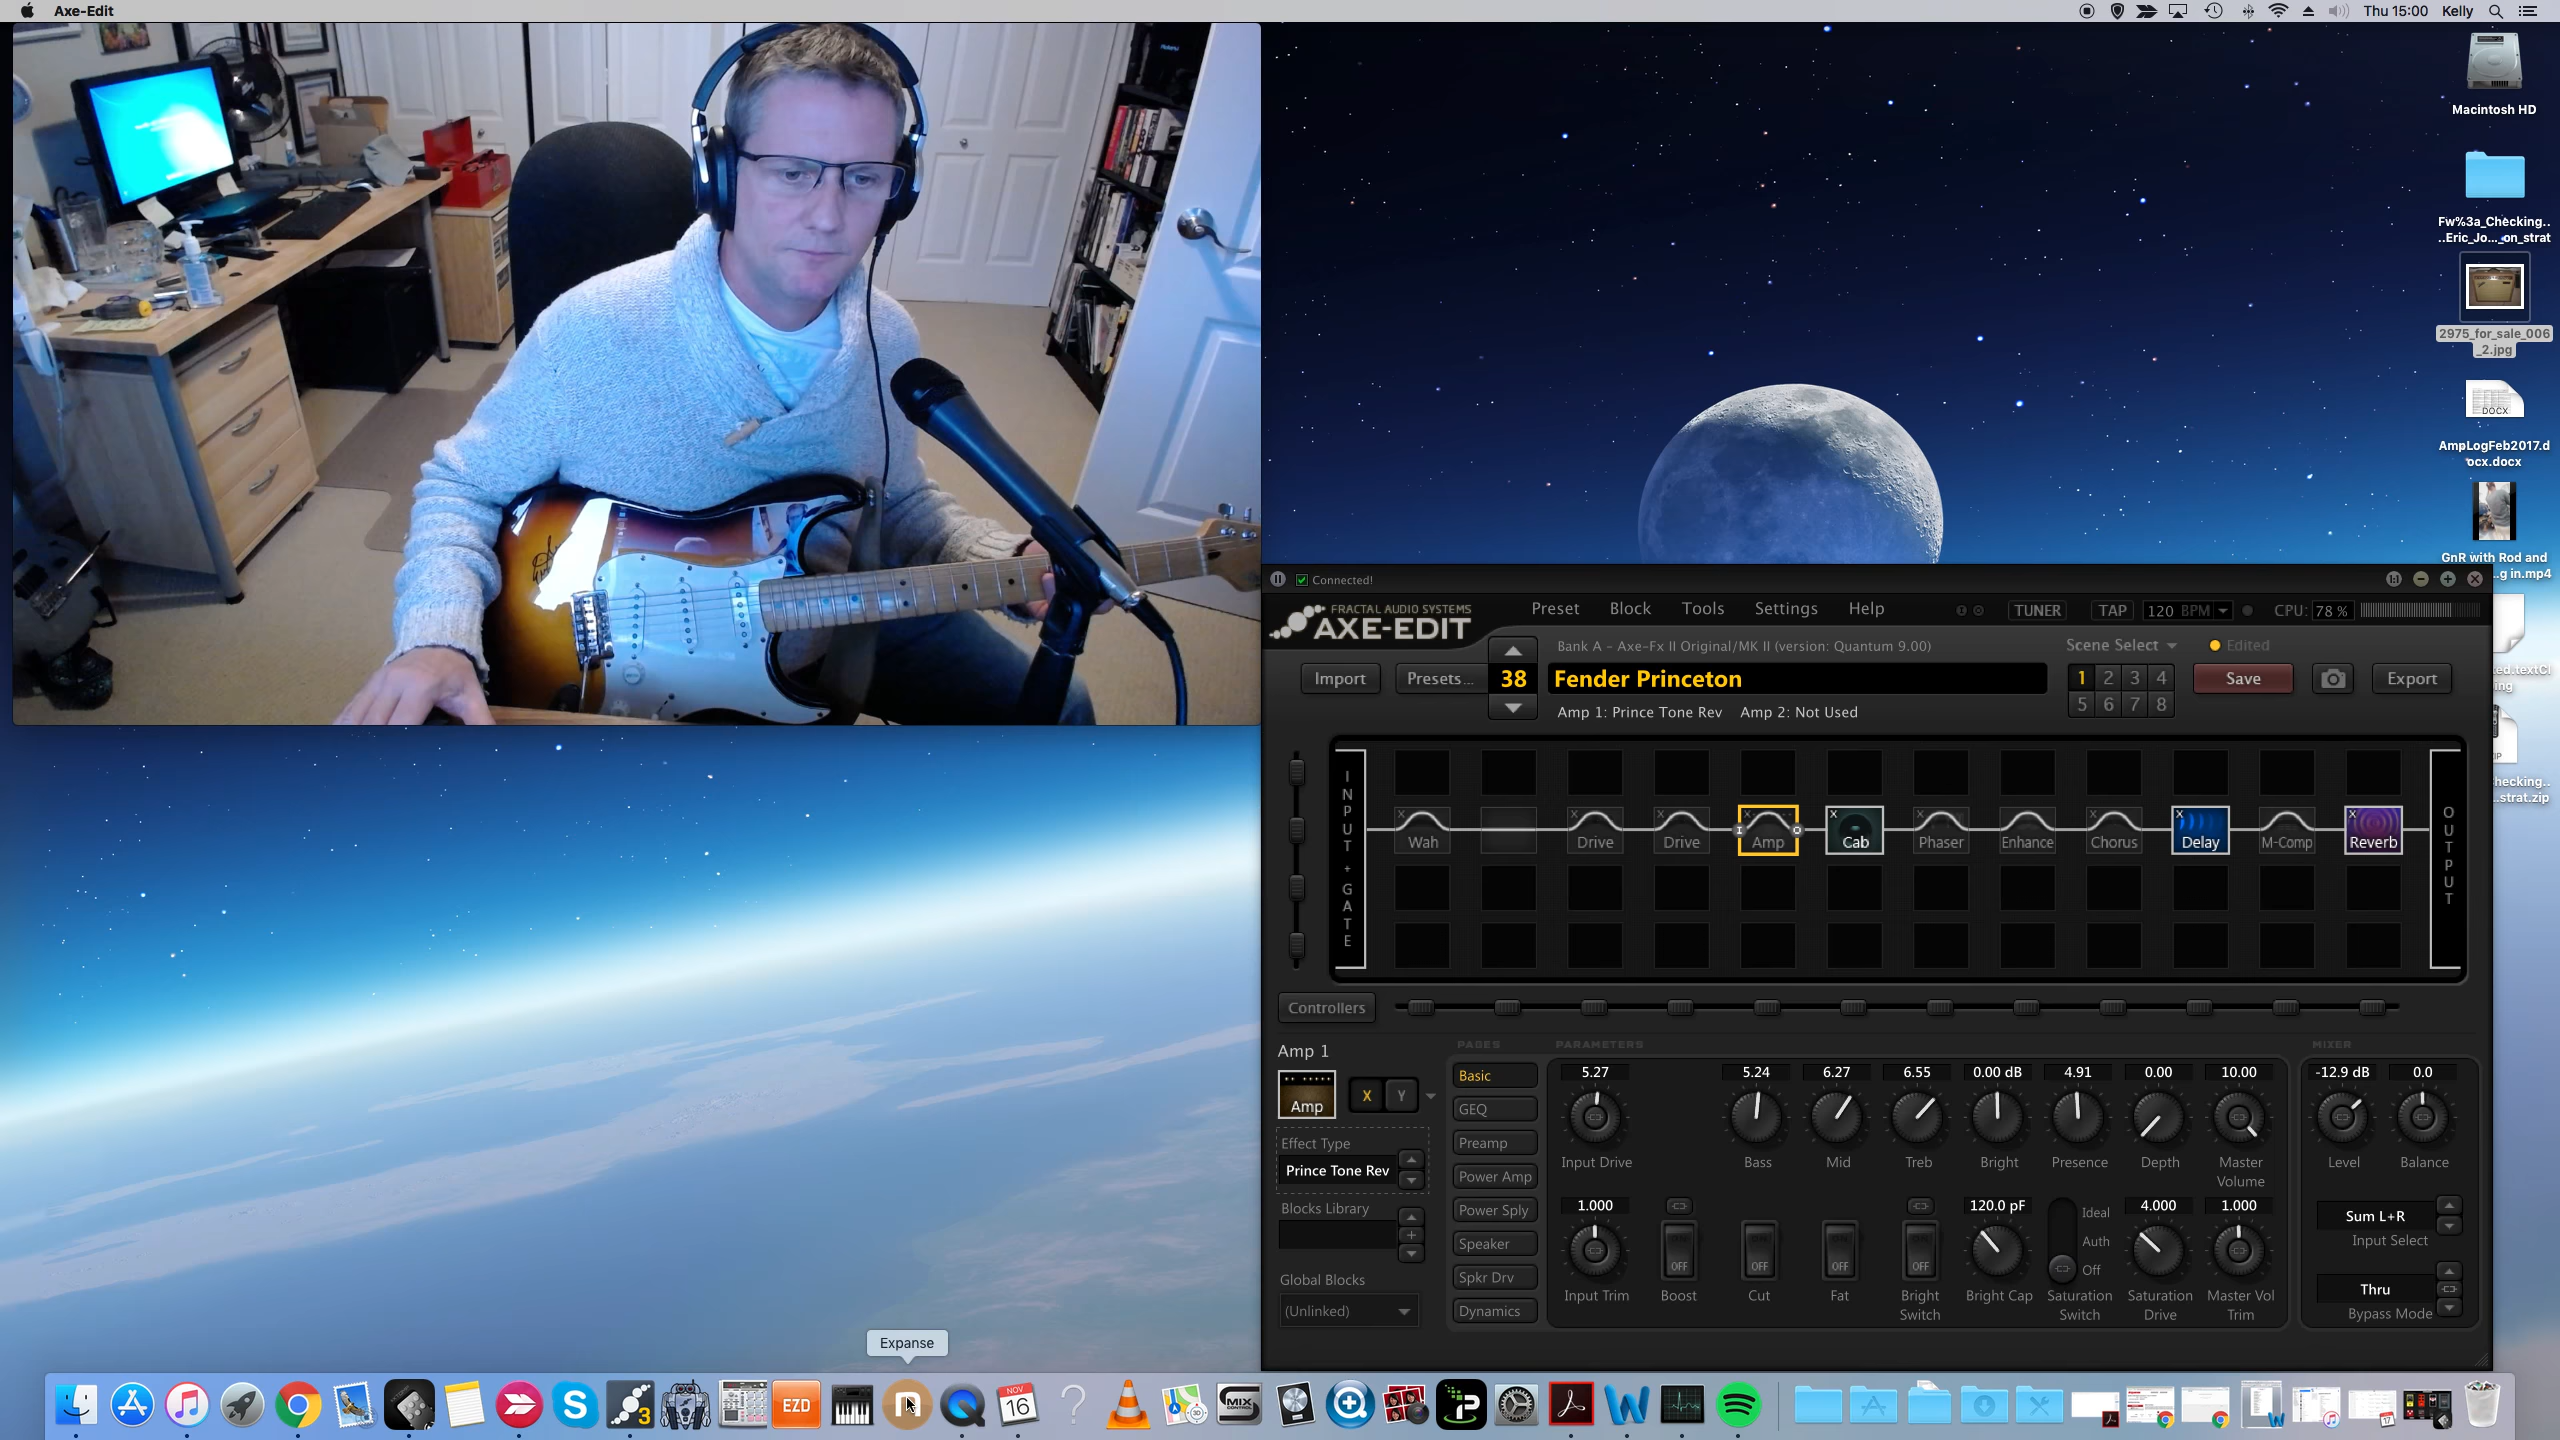 Axe-Edit
Thu 15:00 Kelly
Macintosh HD
Fw%3a_Checking..
..Eric_Jo..._on_strat
2975_for_sale_006
_2.jpg
DOCX
AmpLogFeb2017.d
ocx.docx
GnR with Rod and
..g in.mp4
Connected!
FRACTAL AUDIO SYSTEMS
AXE-EDIT
Preset Block Tools Settings Help
TUNER TAP 120 BPM CPU: 78 %
Bank A - Axe-Fx II Original/MK II (version: Quantum 9.00)
Scene Select Edited
Import Presets... 38 Fender Princeton
1 2 3 4
5 6 7 8
Save Export
Amp 1: Prince Tone Rev Amp 2: Not Used
INPUT + GATE
Wah Drive Drive Amp Cab Phaser Enhance Chorus Delay M-Comp Reverb
OUTPUT
hecking..
..strat.zip
Controllers
Amp 1
Amp
X Y
Effect Type
Prince Tone Rev
Blocks Library
Global Blocks
(Unlinked)
PAGES
Basic
GEQ
Preamp
Power Amp
Power Sply
Speaker
Spkr Drv
Dynamics
PARAMETERS
5.27 5.24 6.27 6.55 0.00 dB 4.91 0.00 10.00
Input Drive Bass Mid Treb Bright Presence Depth Master
Volume
1.000 120.0 pF 4.000 1.000
OFF OFF OFF OFF
Ideal
Auth
Off
Input Trim Boost Cut Fat Bright
Switch
Bright Cap Saturation
Switch
Saturation
Drive
Master Vol
Trim
MIXER
-12.9 dB 0.0
Level Balance
Sum L+R
Input Select
Thru
Bypass Mode
Expanse
3
EZD
NOV
16
MIX
17